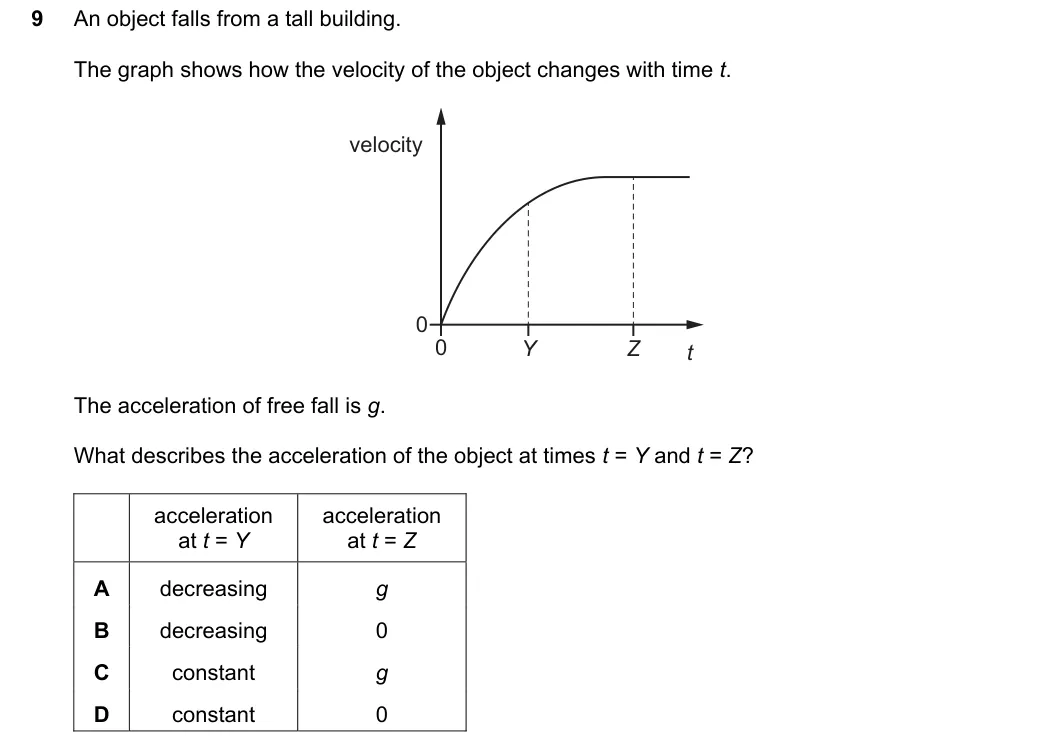 9 An object falls from a tall building.
The graph shows how the velocity of the object changes with time t.
velocity
0
0 Y Z t
The acceleration of free fall is g.
What describes the acceleration of the object at times t = Y and t = Z?
acceleration at t = Y acceleration at t = Z
A decreasing g
B decreasing 0
C constant g
D constant 0